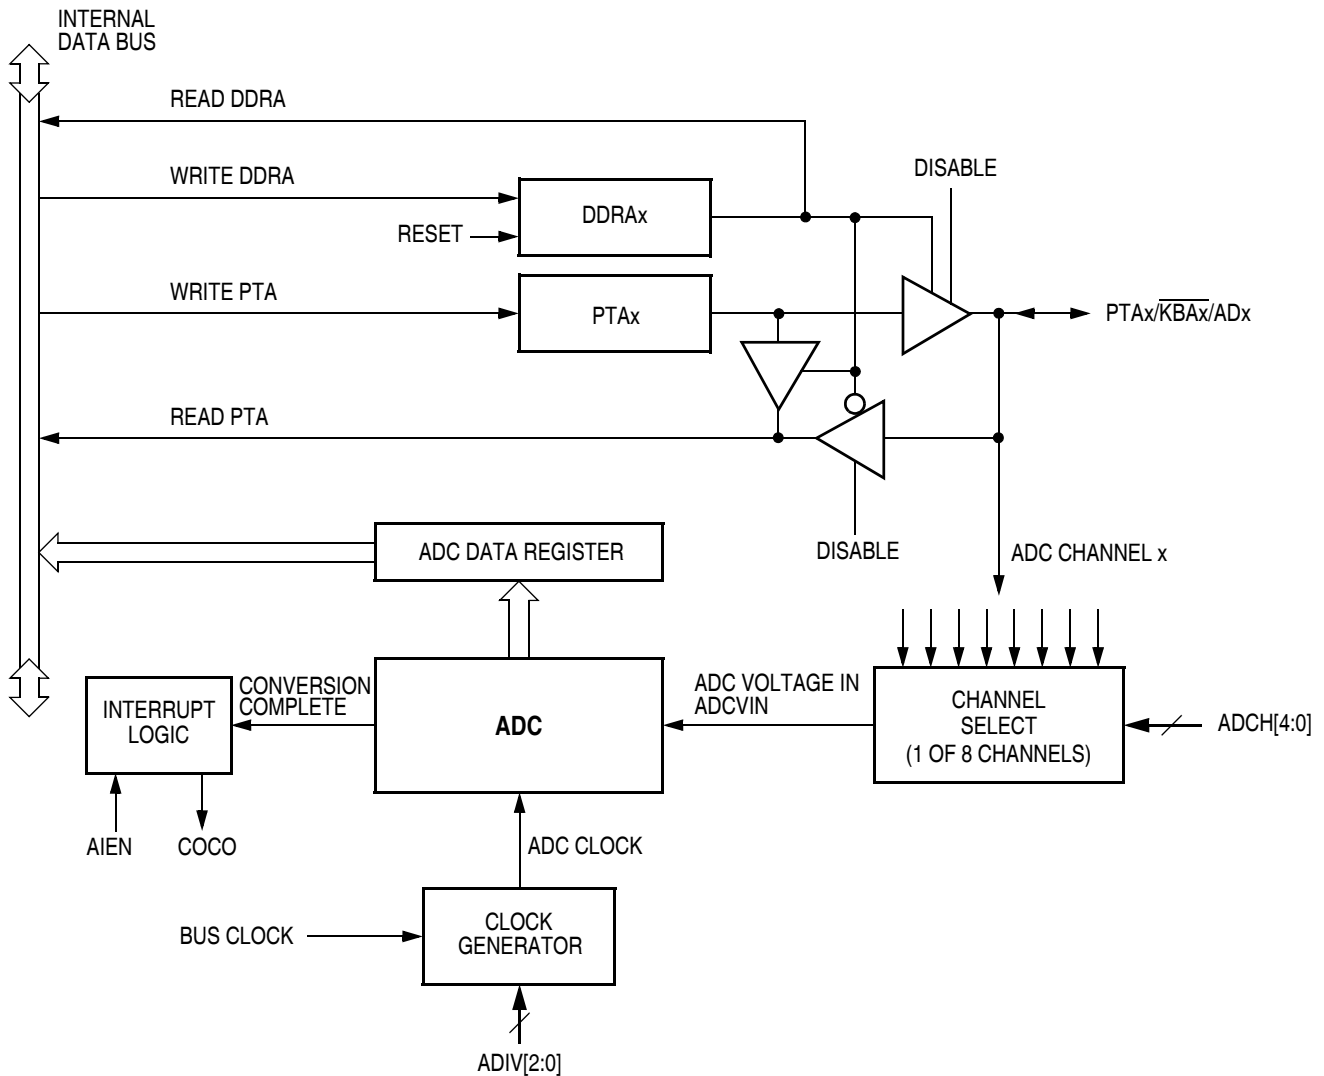 INTERNAL
DATA BUS
READ DDRA
WRITE DDRA
DISABLE
DDRAx
RESET
WRITE PTA
PTAx
PTAx/KBAx/ADx
READ PTA
DISABLE
ADC DATA REGISTER
ADC CHANNEL x
INTERRUPT
LOGIC
CONVERSION
COMPLETE
ADC
ADC VOLTAGE IN
ADCVIN
CHANNEL
SELECT
(1 OF 8 CHANNELS)
ADCH[4:0]
AIEN
COCO
ADC CLOCK
BUS CLOCK
CLOCK
GENERATOR
ADIV[2:0]